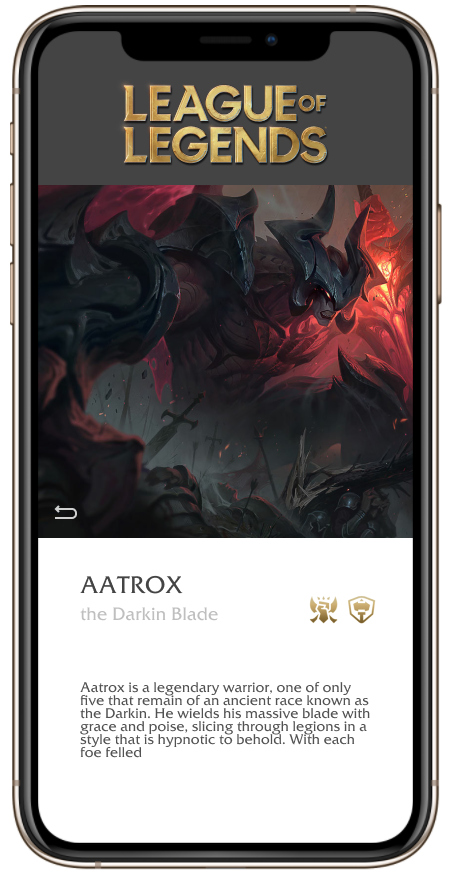 LEAGUE OF
LEGENDS
AATROX
the Darkin Blade
Aatrox is a legendary warrior, one of only
five that remain of an ancient race known as
the Darkin. He wields his massive blade with
grace and poise, slicing through legions in a
style that is hypnotic to behold. With each
foe felled